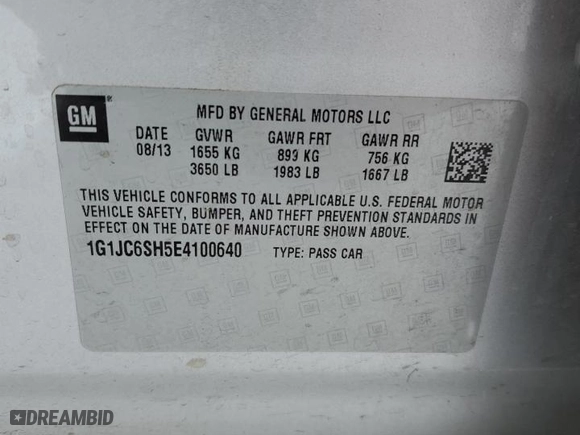 GM
MFD BY GENERAL MOTORS LLC
DATE GVWR GAWR FRT GAWR RR
08/13 1655 KG 899 KG 756 KG
3650 LB 1983 LB 1667 LB
THIS VEHICLE CONFORMS TO ALL APPLICABLE U.S. FEDERAL MOTOR
VEHICLE SAFETY, BUMPER, AND THEFT PREVENTION STANDARDS IN
EFFECT ON THE DATE OF MANUFACTURE SHOWN ABOVE.
1G1JC6SH5E4100640 TYPE: PASS CAR
DREAMBID